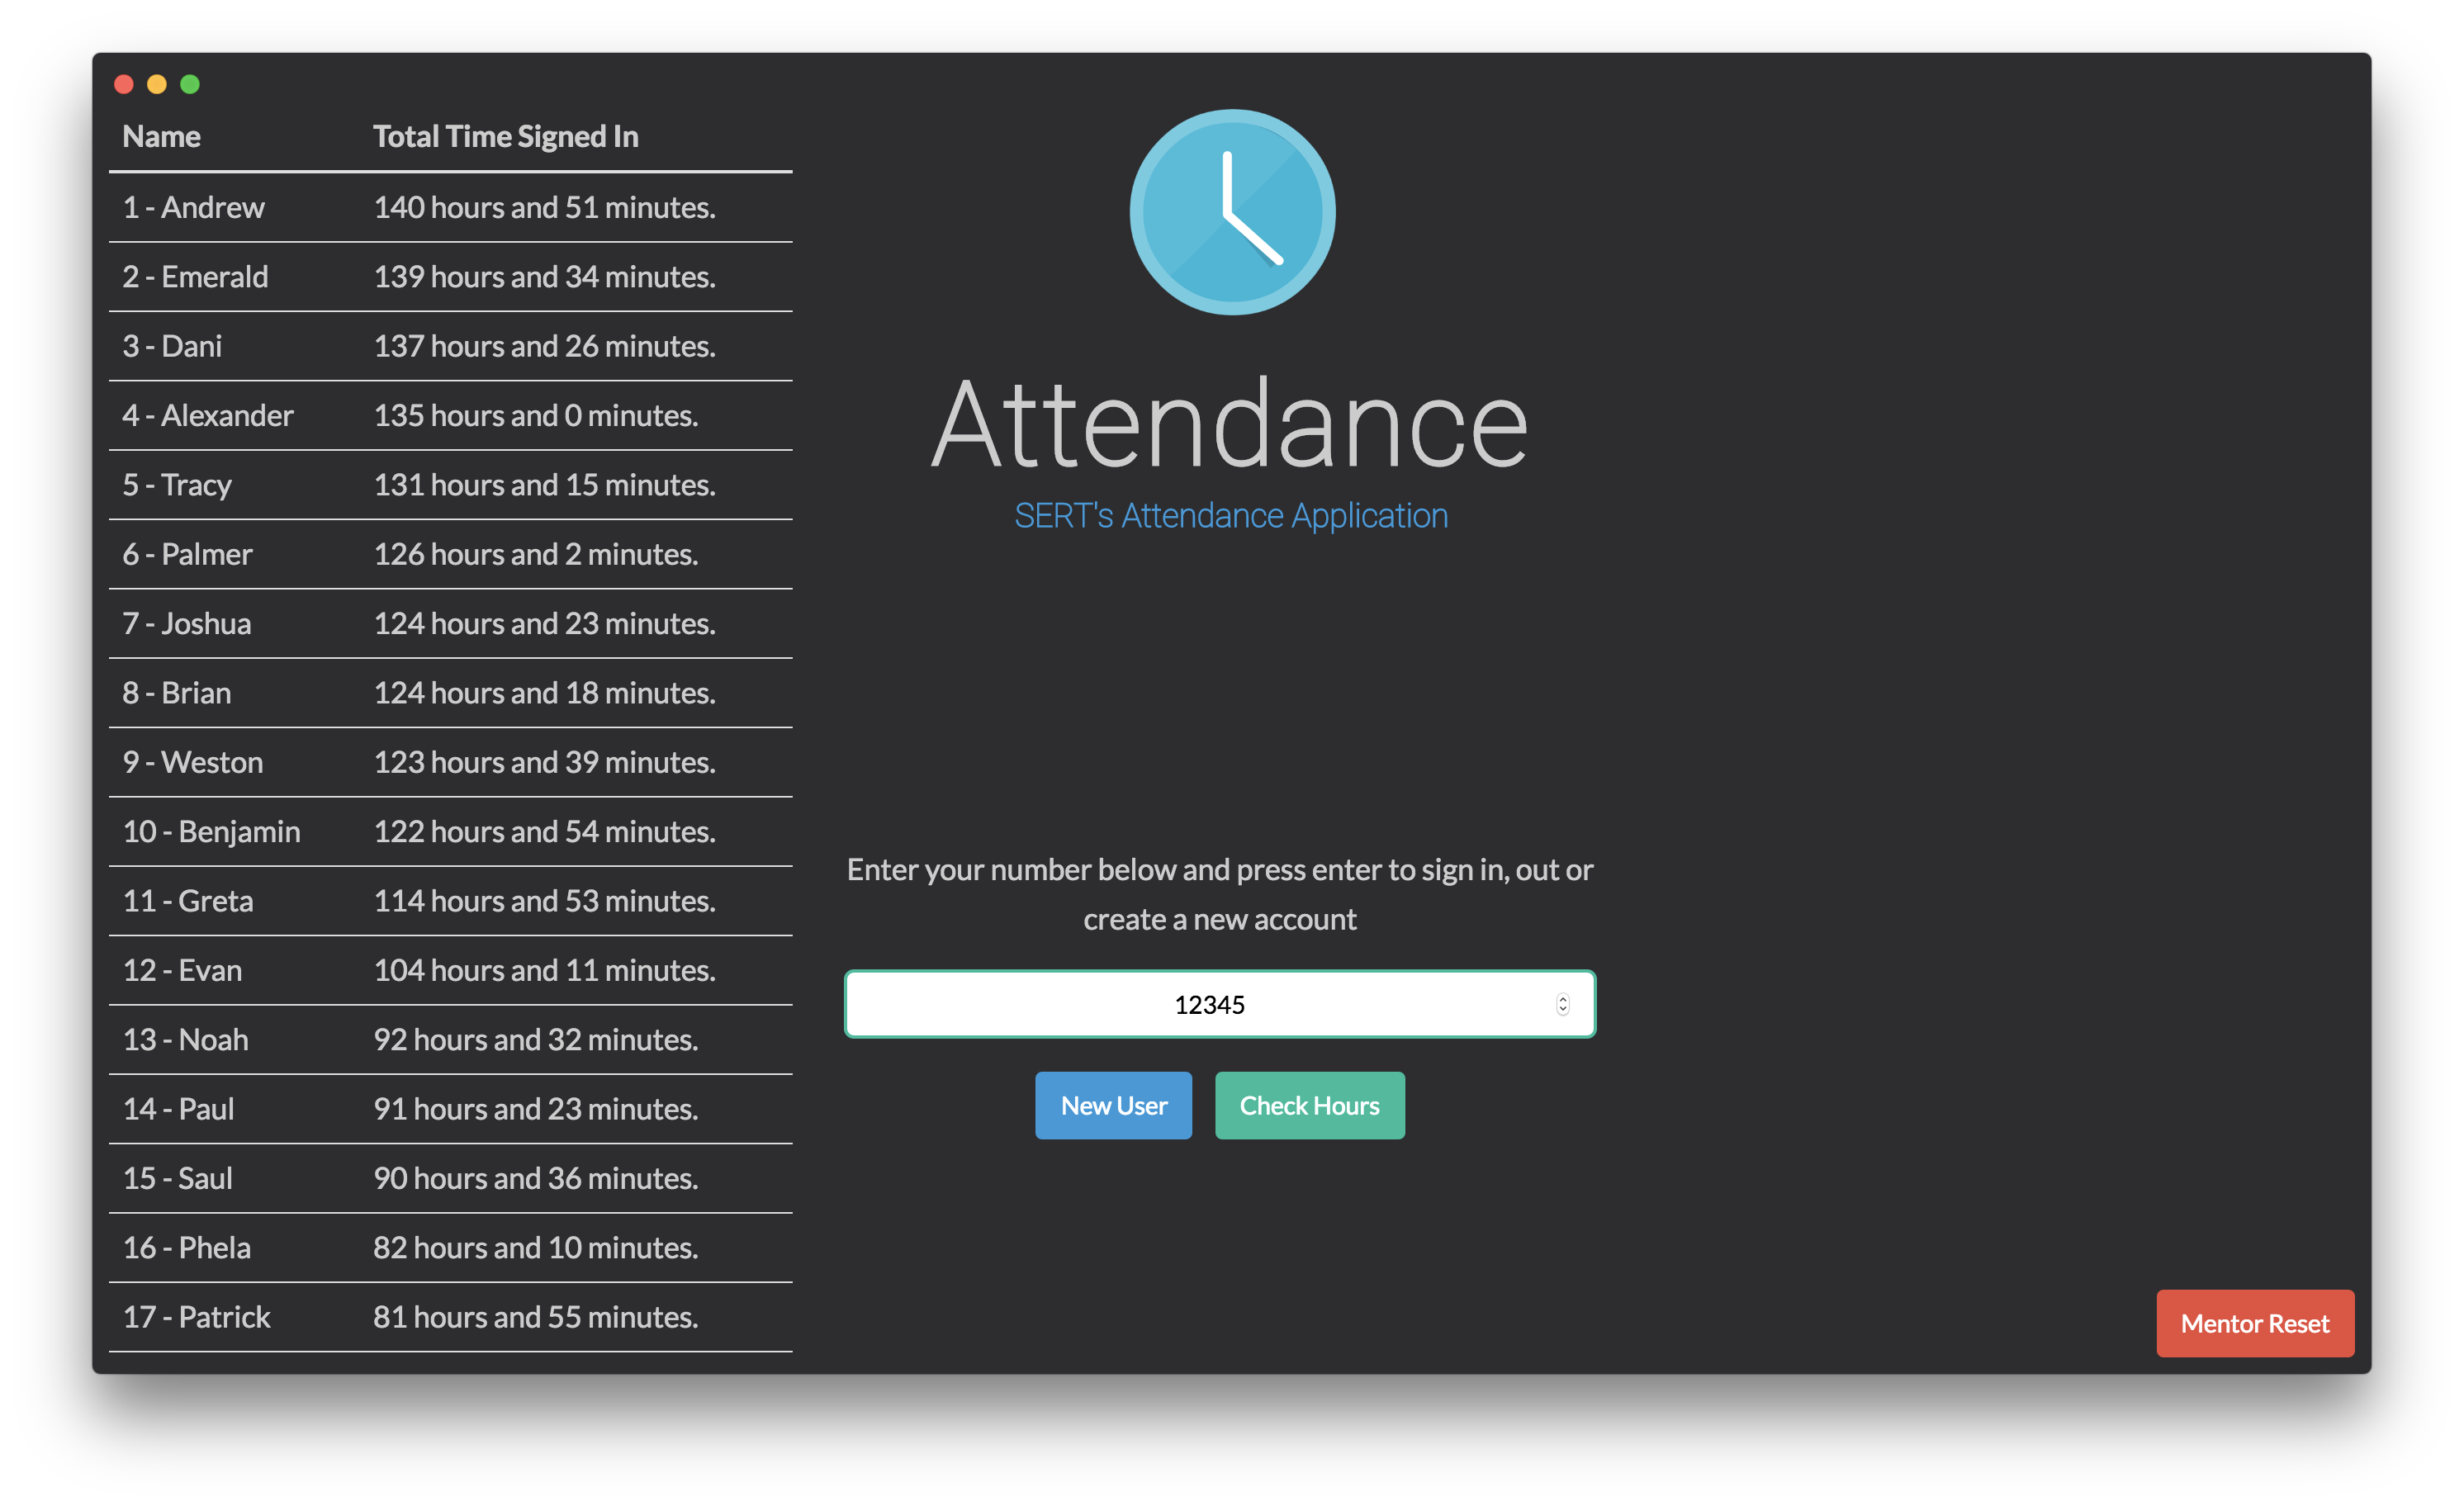 Name Total Time Signed In
1 - Andrew 140 hours and 51 minutes.
2 - Emerald 139 hours and 34 minutes.
3 - Dani 137 hours and 26 minutes.
4 - Alexander 135 hours and 0 minutes.
5 - Tracy 131 hours and 15 minutes.
6 - Palmer 126 hours and 2 minutes.
7 - Joshua 124 hours and 23 minutes.
8 - Brian 124 hours and 18 minutes.
9 - Weston 123 hours and 39 minutes.
10 - Benjamin 122 hours and 54 minutes.
11 - Greta 114 hours and 53 minutes.
12 - Evan 104 hours and 11 minutes.
13 - Noah 92 hours and 32 minutes.
14 - Paul 91 hours and 23 minutes.
15 - Saul 90 hours and 36 minutes.
16 - Phela 82 hours and 10 minutes.
17 - Patrick 81 hours and 55 minutes.
Attendance
SERT's Attendance Application
Enter your number below and press enter to sign in, out or
create a new account
12345
New User Check Hours
Mentor Reset